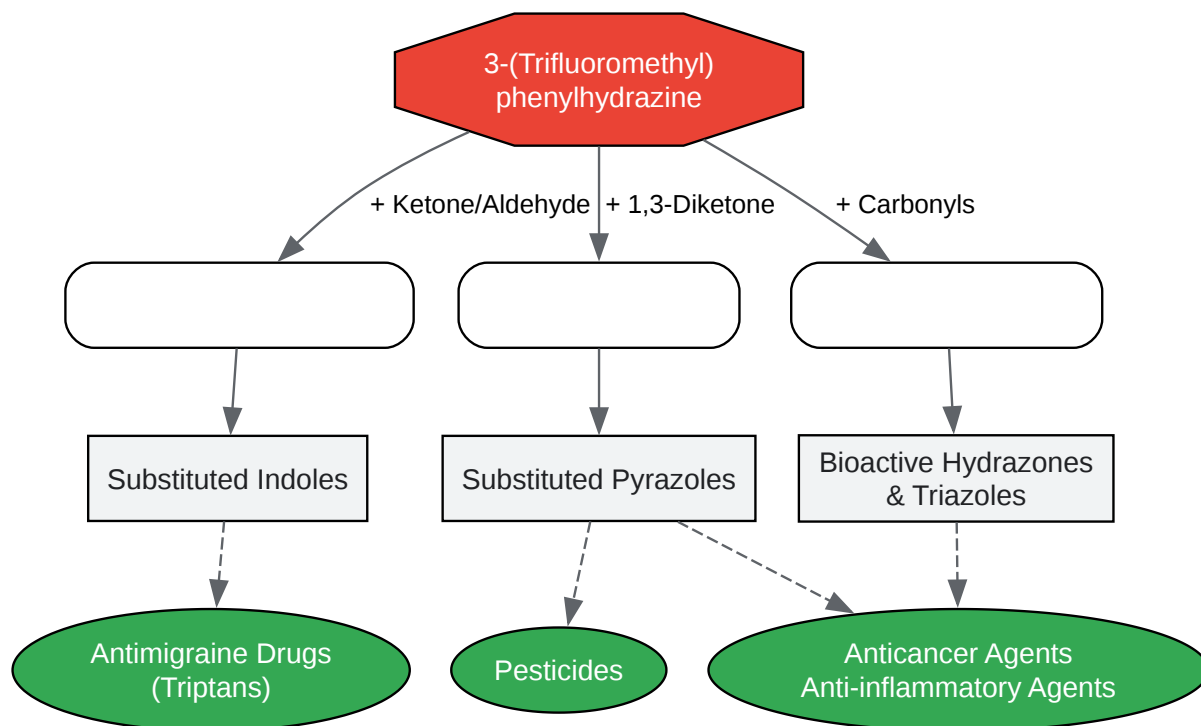 3-(Trifluoromethyl)
phenylhydrazine
+ Ketone/Aldehyde
+ 1,3-Diketone
+ Carbonyls
Substituted Indoles
Substituted Pyrazoles
Bioactive Hydrazones
& Triazoles
Antimigraine Drugs
(Triptans)
Pesticides
Anticancer Agents
Anti-inflammatory Agents